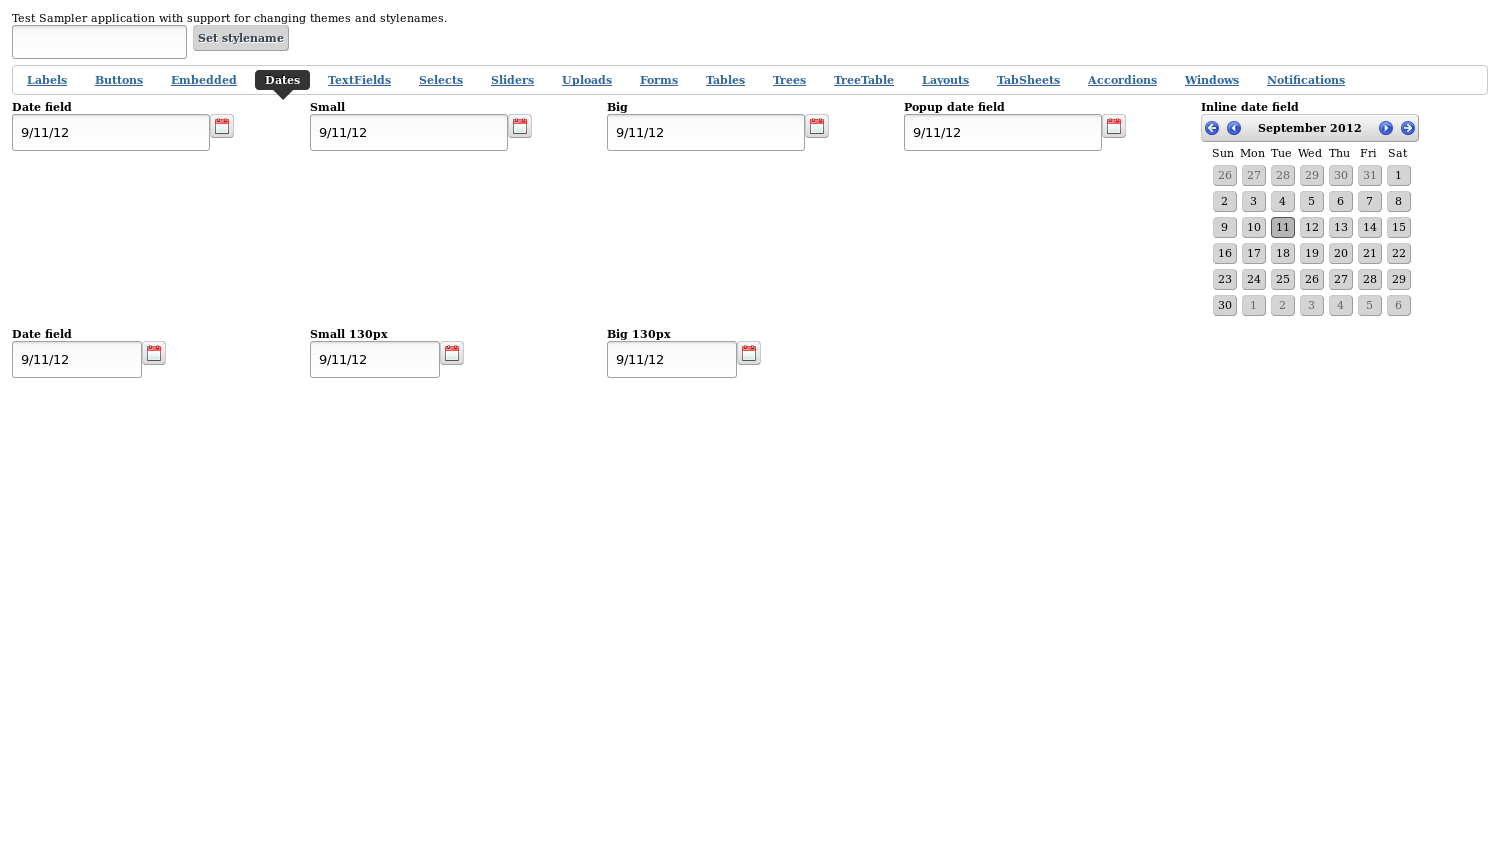 Test Sampler application with support for changing themes and stylenames.
Set stylename
Labels Buttons Embedded Dates TextFields Selects Sliders Uploads Forms Tables Trees TreeTable Layouts TabSheets Accordions Windows Notifications
Date field Small Big Popup date field Inline date field
9/11/12 9/11/12 9/11/12 9/11/12 September 2012
Sun Mon Tue Wed Thu Fri Sat
26 27 28 29 30 31 1
2 3 4 5 6 7 8
9 10 11 12 13 14 15
16 17 18 19 20 21 22
23 24 25 26 27 28 29
30 1 2 3 4 5 6
Date field Small 130px Big 130px
9/11/12 9/11/12 9/11/12